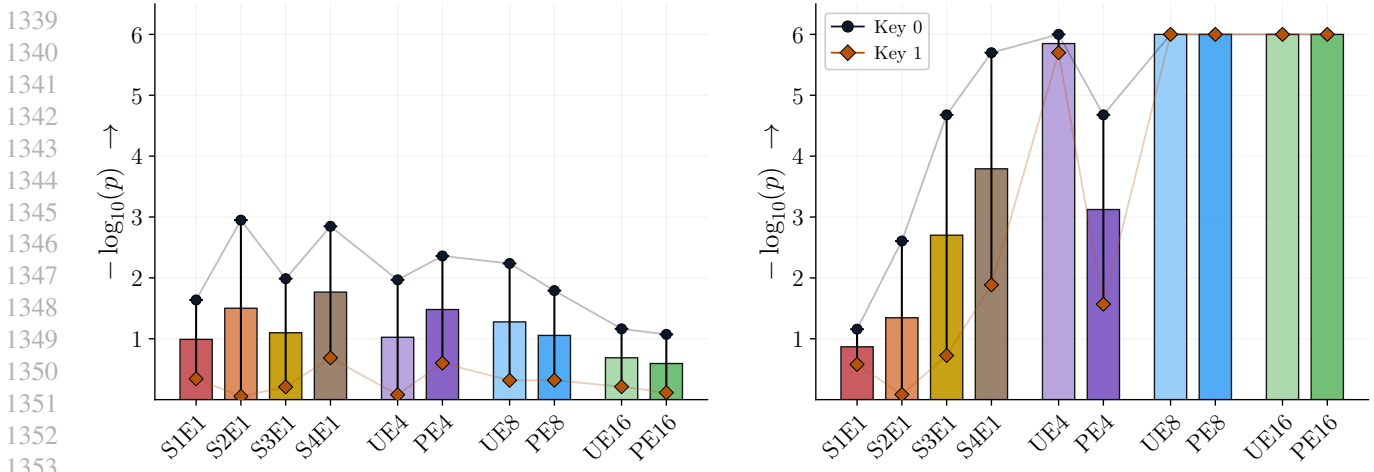 1339
1340
1341
1342
1343
1344
1345
1346
1347
1348
1349
1350
1351
1352
1353
− log₁₀(p) →
6
5
4
3
2
1
S1E1
S2E1
S3E1
S4E1
UE4
PE4
UE8
PE8
UE16
PE16
− log₁₀(p) →
6
5
4
3
2
1
Key 0
Key 1
S1E1
S2E1
S3E1
S4E1
UE4
PE4
UE8
PE8
UE16
PE16